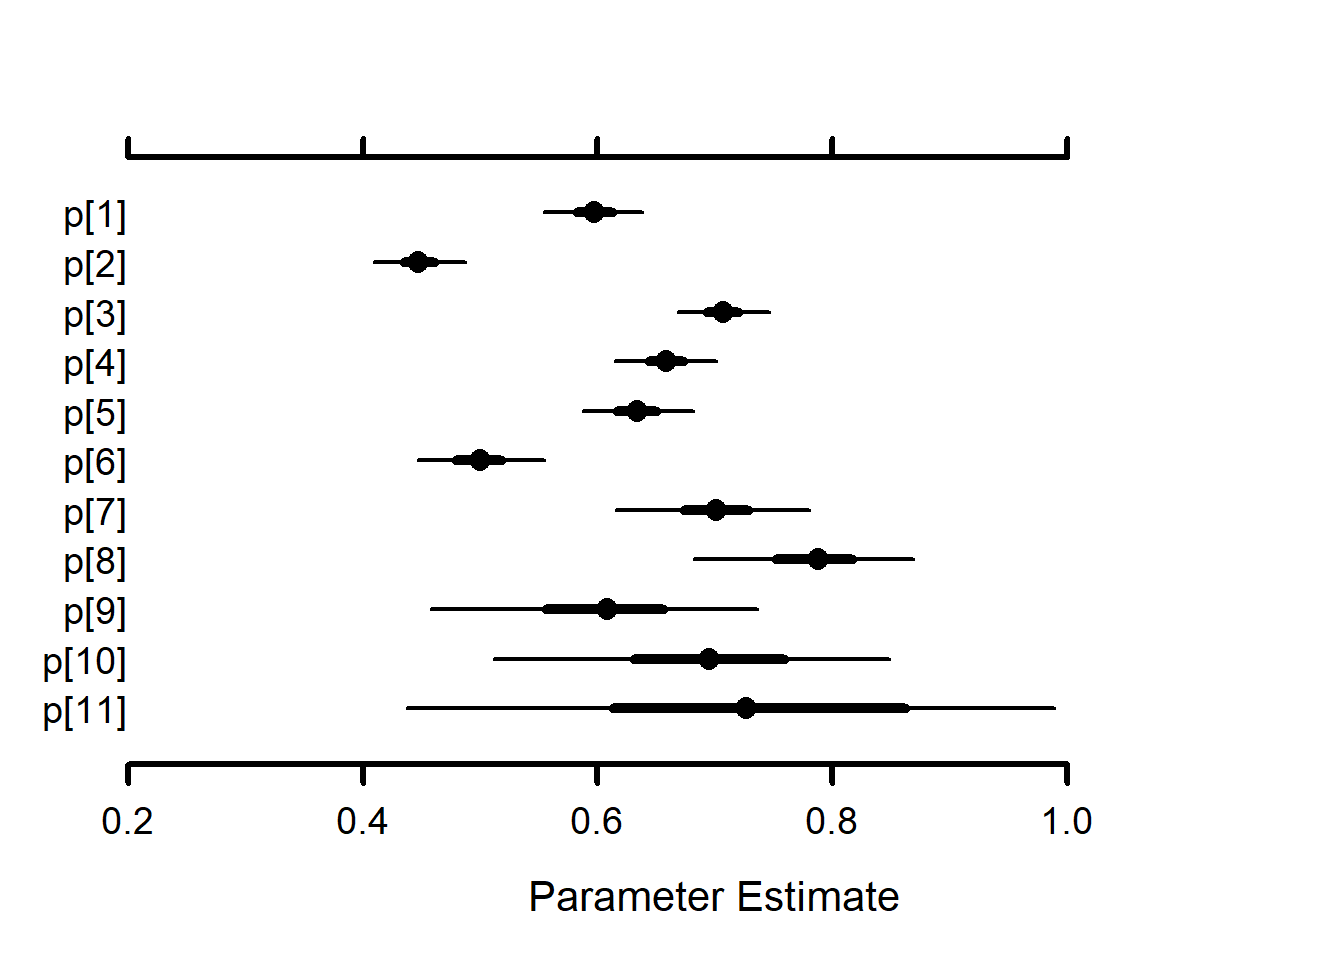 p[1]
p[2]
p[3]
p[4]
p[5]
p[6]
p[7]
p[8]
p[9]
p[10]
p[11]
0.2 0.4 0.6 0.8 1.0
Parameter Estimate